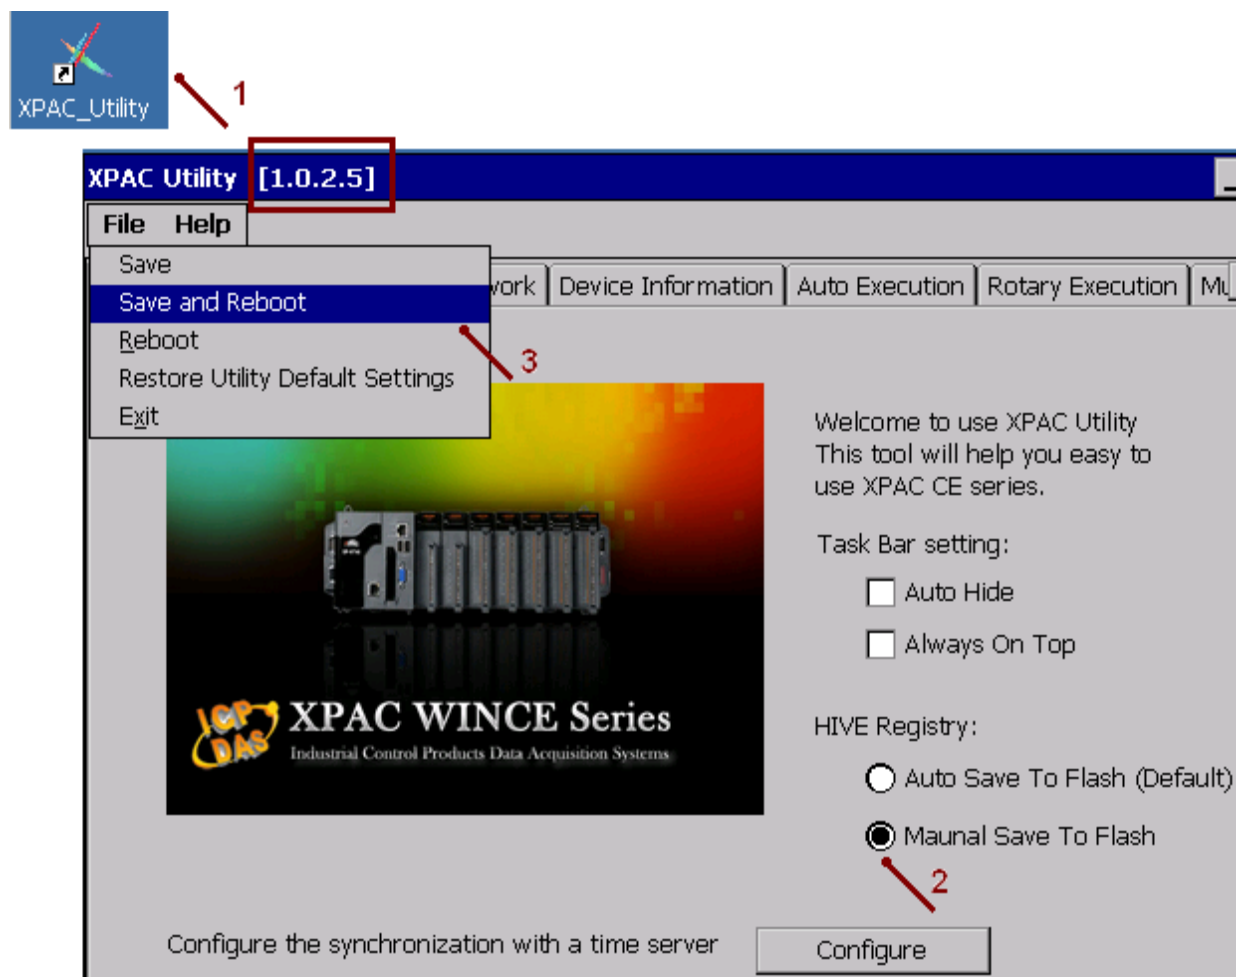 XPAC_Utility
1
XPAC Utility [1.0.2.5]
File Help
Save
Save and Reboot
Reboot
Restore Utility Default Settings
Exit
Device Information Auto Execution Rotary Execution
3
Welcome to use XPAC Utility
This tool will help you easy to
use XPAC CE series.
Task Bar setting:
Auto Hide
Always On Top
ICP
DAS
XPAC WINCE Series
Industrial Control Products Data Acquisition Systems
HIVE Registry:
Auto Save To Flash (Default)
Maunal Save To Flash
2
Configure the synchronization with a time server
Configure